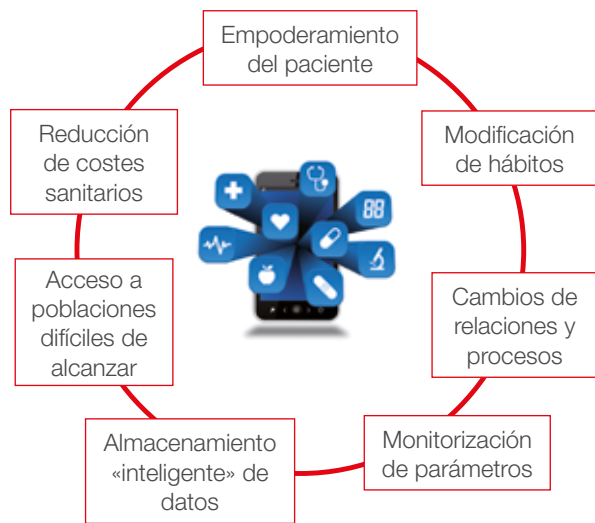 Empoderamiento
del paciente
Modificación
de hábitos
Cambios de
relaciones y
procesos
Monitorización
de parámetros
Almacenamiento
«inteligente» de
datos
Acceso a
poblaciones
difíciles de
alcanzar
Reducción
de costes
sanitarios
88